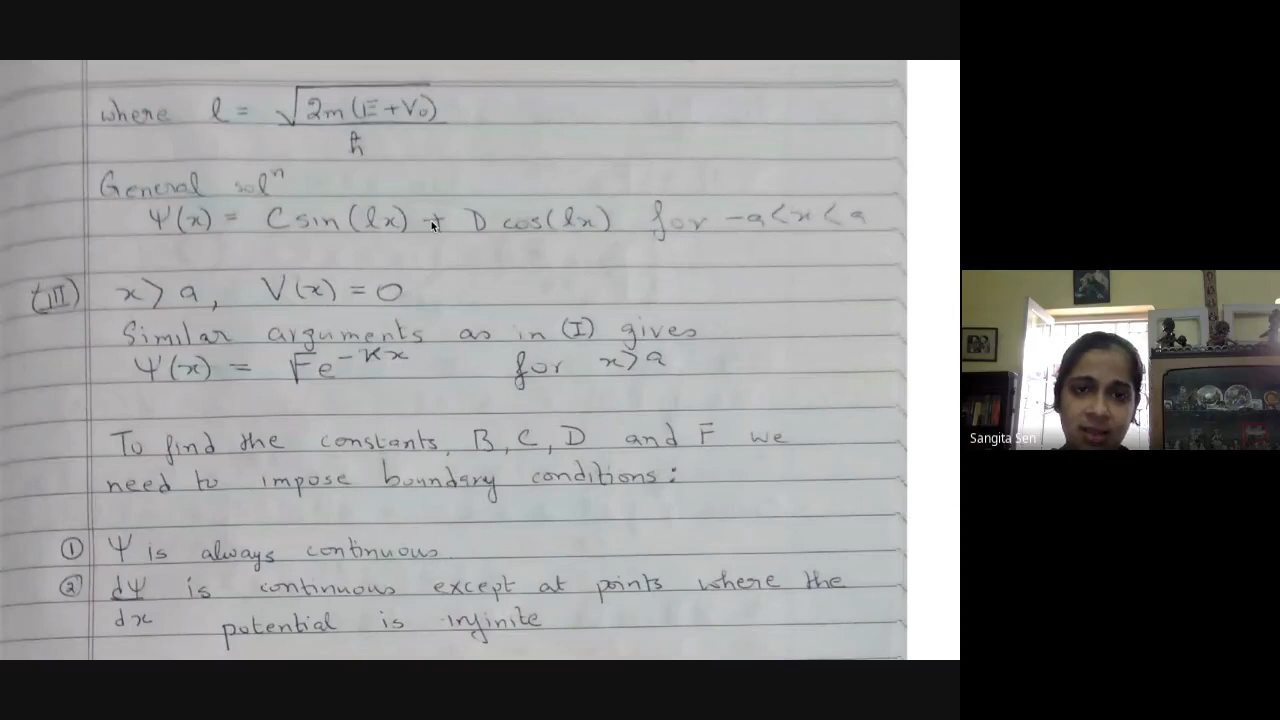 where l = √2m(E+V₀) / ħ
General solⁿ
Ψ(x) = C sin(lx) + D cos(lx) for -a<x<a
(III) x > a, V(x) = 0
Similar arguments as in (I) gives
Ψ(x) = Fe^-κx for x>a
To find the constants, B, C, D and F we
need to impose boundary conditions:
① Ψ is always continuous
② dΨ/dx is continuous except at points where the
potential is infinite
Sangita Sen